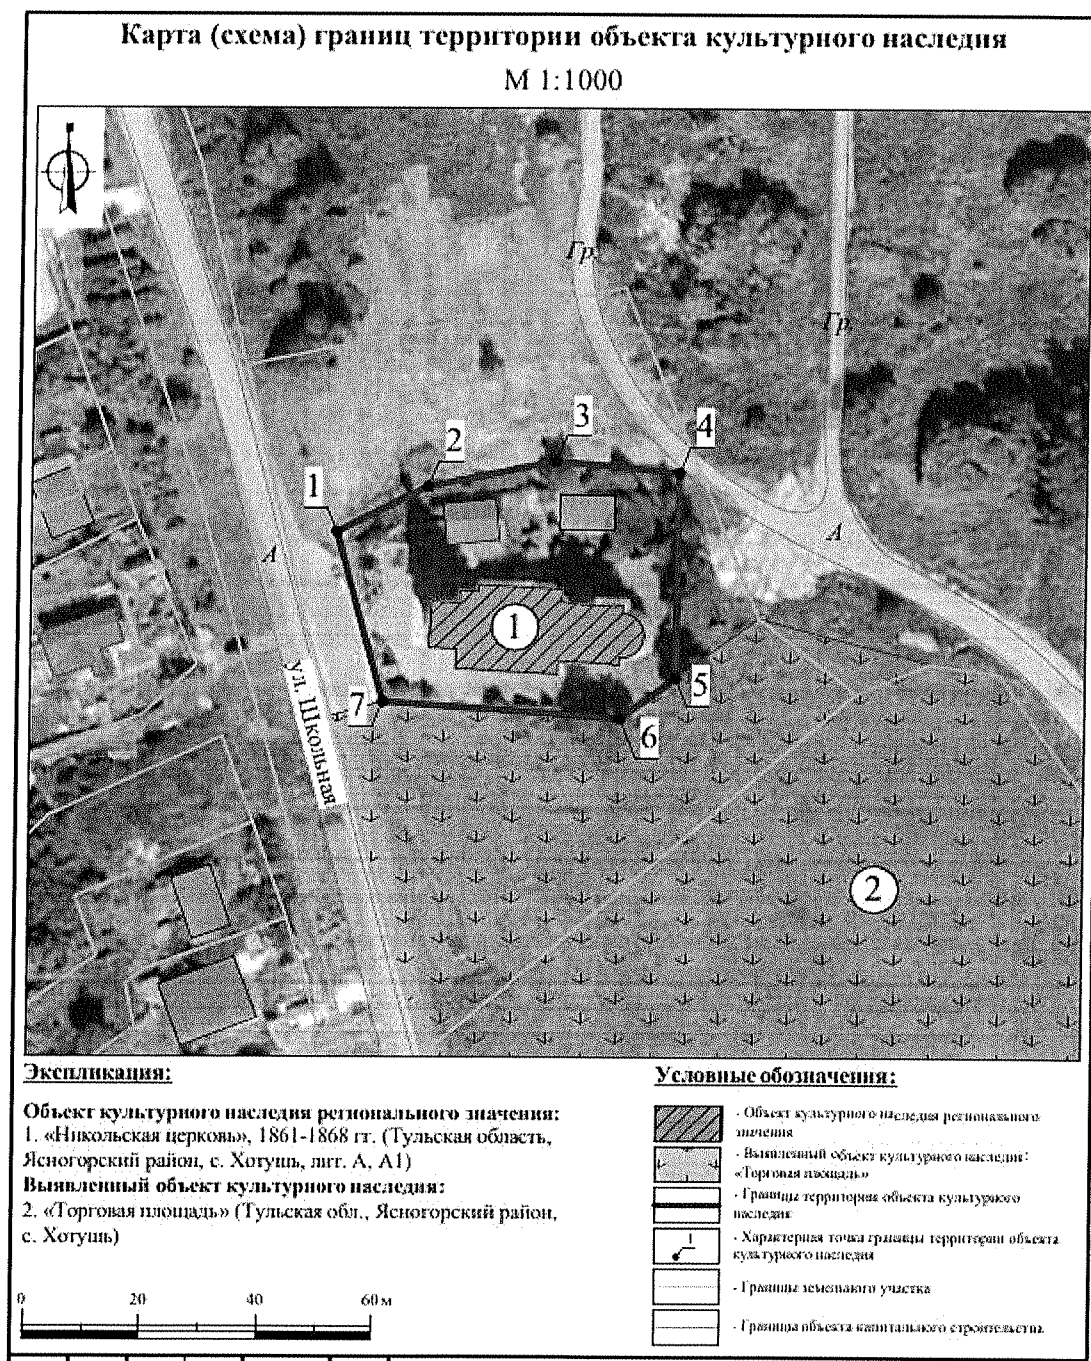 Карта (схема) границ территории объекта культурного наследия
М 1:1000
Гр.
Гр.
3
4
2
1
А
А
1
ул. Школьная
7
5
6
2
Экспликация:
Объект культурного наследия регионального значения:
1. «Никольская церковь», 1861-1868 гг. (Тульская область,
Ясногорский район, с. Хотушь, лит. А, А1)
Выявленный объект культурного наследия:
2. «Торговая площадь» (Тульская обл., Ясногорский район,
с. Хотушь)
0 20 40 60 м
Условные обозначения:
- Объект культурного наследия регионального
значения
- Выявленный объект культурного наследия:
«Торговая площадь»
- Границы территории объекта культурного
наследия
1
- Характерная точка границы территории объекта
культурного наследия
- Границы земельного участка
- Границы объекта капитального строительства